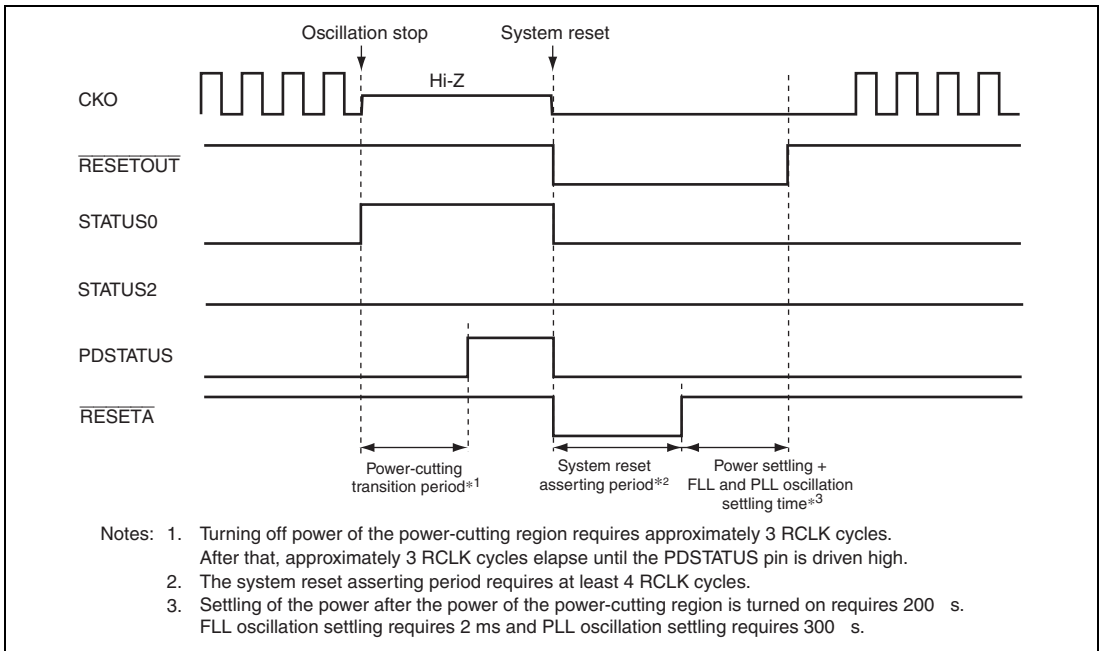 Oscillation stop System reset
Hi-Z
CKO
RESETOUT
STATUS0
STATUS2
PDSTATUS
RESETA
Power-cutting
transition period*1
System reset
asserting period*2
Power settling +
FLL and PLL oscillation
settling time*3
Notes: 1. Turning off power of the power-cutting region requires approximately 3 RCLK cycles.
After that, approximately 3 RCLK cycles elapse until the PDSTATUS pin is driven high.
2. The system reset asserting period requires at least 4 RCLK cycles.
3. Settling of the power after the power of the power-cutting region is turned on requires 200 s.
FLL oscillation settling requires 2 ms and PLL oscillation settling requires 300 s.